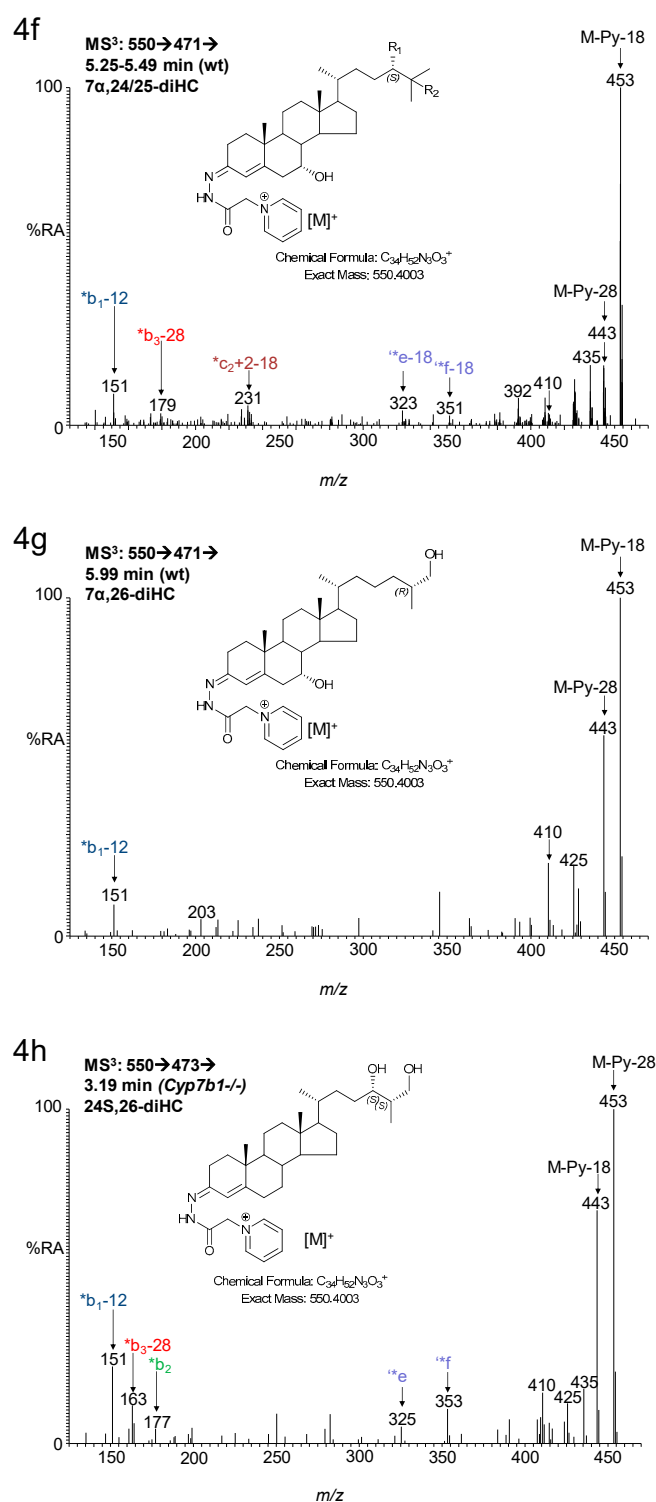 4f
MS³: 550→471→
5.25-5.49 min (wt)
7α,24/25-diHC
M-Py-18
453
R₁
(S)
R₂
OH
N
HN
O
N
⊕
[M]⁺
Chemical Formula: C₃₄H₅₂N₃O₃⁺
Exact Mass: 550.4003
100
%RA
0
*b₁-12
151
*b₃-28
179
*c₂+2-18
231
‘*e-18
323
‘*f-18
351
392
410
435
M-Py-28
443
150 200 250 300 350 400 450
m/z
4g
MS³: 550→471→
5.99 min (wt)
7α,26-diHC
M-Py-18
453
OH
(R)
OH
N
HN
O
N
⊕
[M]⁺
Chemical Formula: C₃₄H₅₂N₃O₃⁺
Exact Mass: 550.4003
100
%RA
0
*b₁-12
151
203
410
425
M-Py-28
443
150 200 250 300 350 400 450
m/z
4h
MS³: 550→473→
3.19 min (Cyp7b1-/-)
24S,26-diHC
M-Py-28
453
OH OH
(S)
(S)
N
HN
O
N
⊕
[M]⁺
Chemical Formula: C₃₄H₅₂N₃O₃⁺
Exact Mass: 550.4003
100
%RA
0
*b₁-12
151
*b₃-28
163
*b₂
177
‘*e
325
‘*f
353
410
425
435
M-Py-18
443
150 200 250 300 350 400 450
m/z